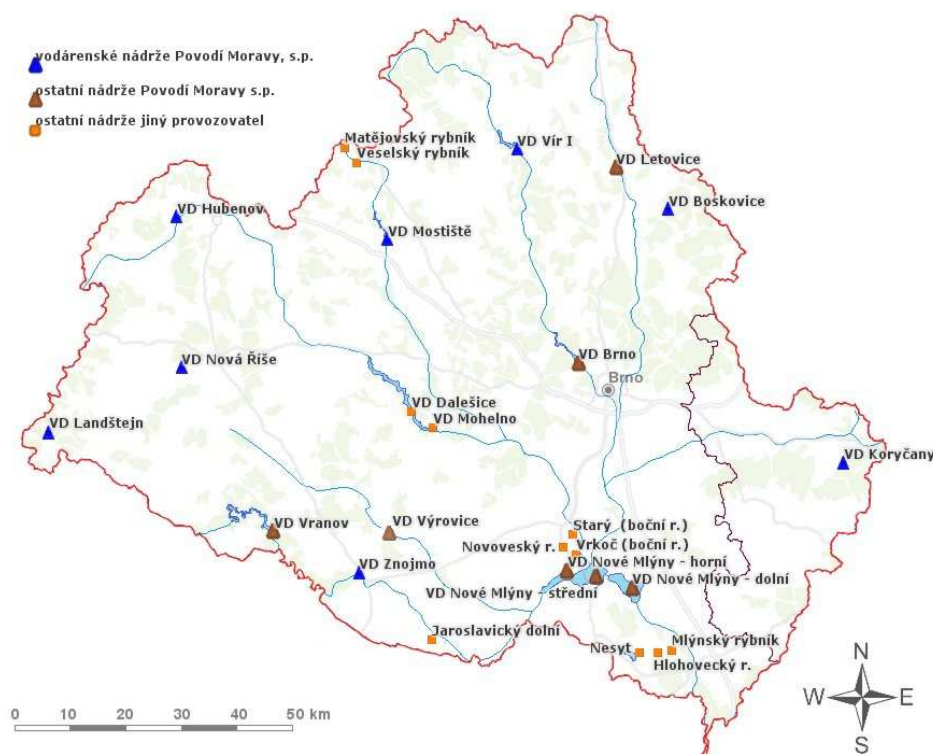 vodárenské nádrže Povodí Moravy, s.p.
ostatní nádrže Povodí Moravy s.p.
ostatní nádrže jiný provozovatel
Matějovský rybník
Veselský rybník
VD Vír I
VD Letovice
VD Boskovice
VD Hubenov
VD Mostiště
VD Brno
Brno
VD Nová Říše
VD Dalešice
VD Mohelno
VD Landštejn
VD Koryčany
VD Vranov
VD Výrovice
Starý (boční r.)
Novoveský r.
Vrkoč (boční r.)
VD Znojmo
VD Nové Mlýny - horní
VD Nové Mlýny - dolní
VD Nové Mlýny - střední
Jaroslavický dolní
Nesyt
Mlýnský rybník
Hlohovecký r.
N
W
E
S
0 10 20 30 40 50 km